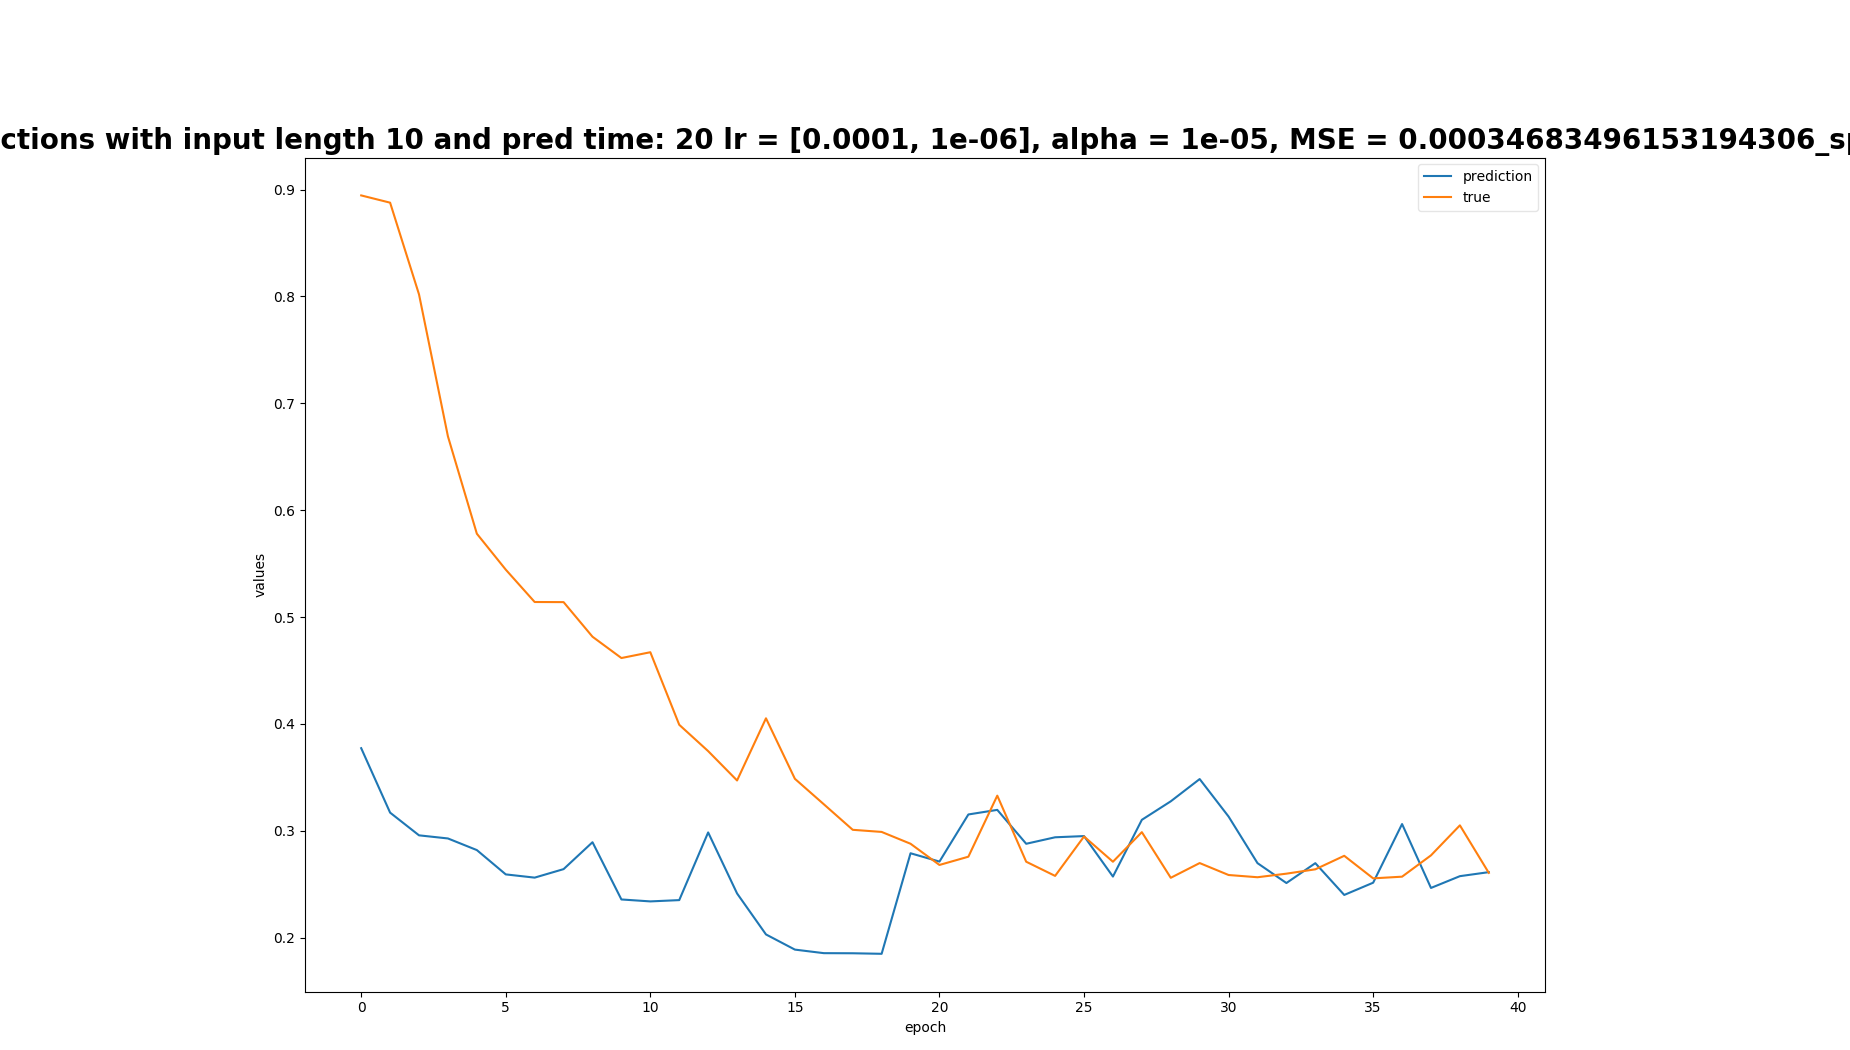 ctions with input length 10 and pred time: 20 lr = [0.0001, 1e-06], alpha = 1e-05, MSE = 0.00034683496153194306_sp
prediction
true
0.9
0.8
0.7
0.6
0.5
0.4
0.3
0.2
values
0 5 10 15 20 25 30 35 40
epoch